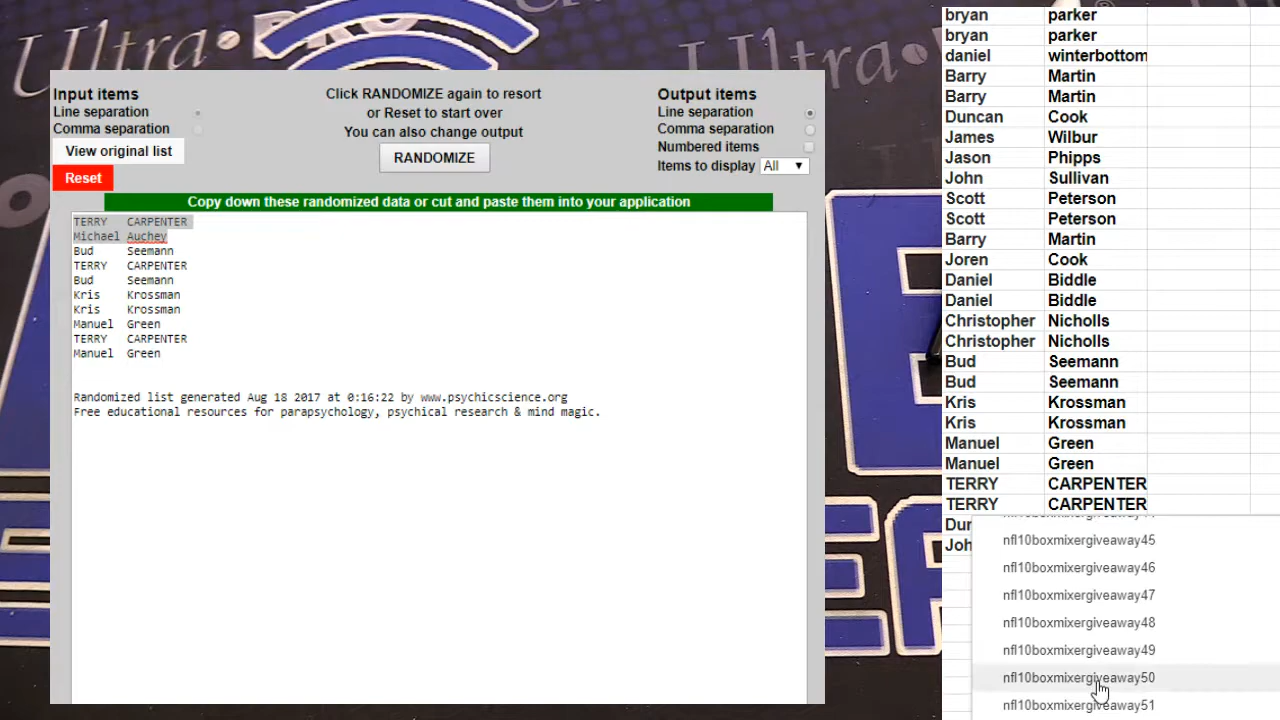 Ultra PRO
Ultra
Input items
Line separation
Comma separation
View original list
Reset
Click RANDOMIZE again to resort
or Reset to start over
You can also change output
RANDOMIZE
Output items
Line separation
Comma separation
Numbered items
Items to display All
Copy down these randomized data or cut and paste them into your application
TERRY CARPENTER
Michael Auchey
Bud Seemann
TERRY CARPENTER
Bud Seemann
Kris Krossman
Kris Krossman
Manuel Green
TERRY CARPENTER
Manuel Green
Randomized list generated Aug 18 2017 at 0:16:22 by www.psychicscience.org
Free educational resources for parapsychology, psychical research & mind magic.
bryan parker
bryan parker
daniel winterbottom
Barry Martin
Barry Martin
Duncan Cook
James Wilbur
Jason Phipps
John Sullivan
Scott Peterson
Scott Peterson
Barry Martin
Joren Cook
Daniel Biddle
Daniel Biddle
Christopher Nicholls
Christopher Nicholls
Bud Seemann
Bud Seemann
Kris Krossman
Kris Krossman
Manuel Green
Manuel Green
TERRY CARPENTER
TERRY CARPENTER
Dur
Joh
nfl10boxmixergiveaway45
nfl10boxmixergiveaway46
nfl10boxmixergiveaway47
nfl10boxmixergiveaway48
nfl10boxmixergiveaway49
nfl10boxmixergiveaway50
nfl10boxmixergiveaway51